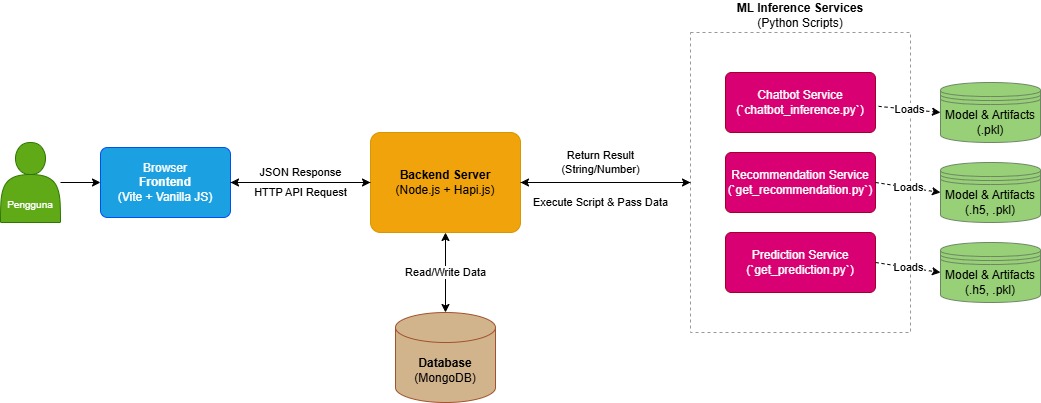 ML Inference Services
(Python Scripts)
Pengguna
Browser
Frontend
(Vite + Vanilla JS)
JSON Response
HTTP API Request
Backend Server
(Node.js + Hapi.js)
Return Result
(String/Number)
Execute Script & Pass Data
Read/Write Data
Database
(MongoDB)
Chatbot Service
(`chatbot_inference.py`)
Loads
Model & Artifacts
(.pkl)
Recommendation Service
(`get_recommendation.py`)
Loads
Model & Artifacts
(.h5, .pkl)
Prediction Service
(`get_prediction.py`)
Loads
Model & Artifacts
(.h5, .pkl)